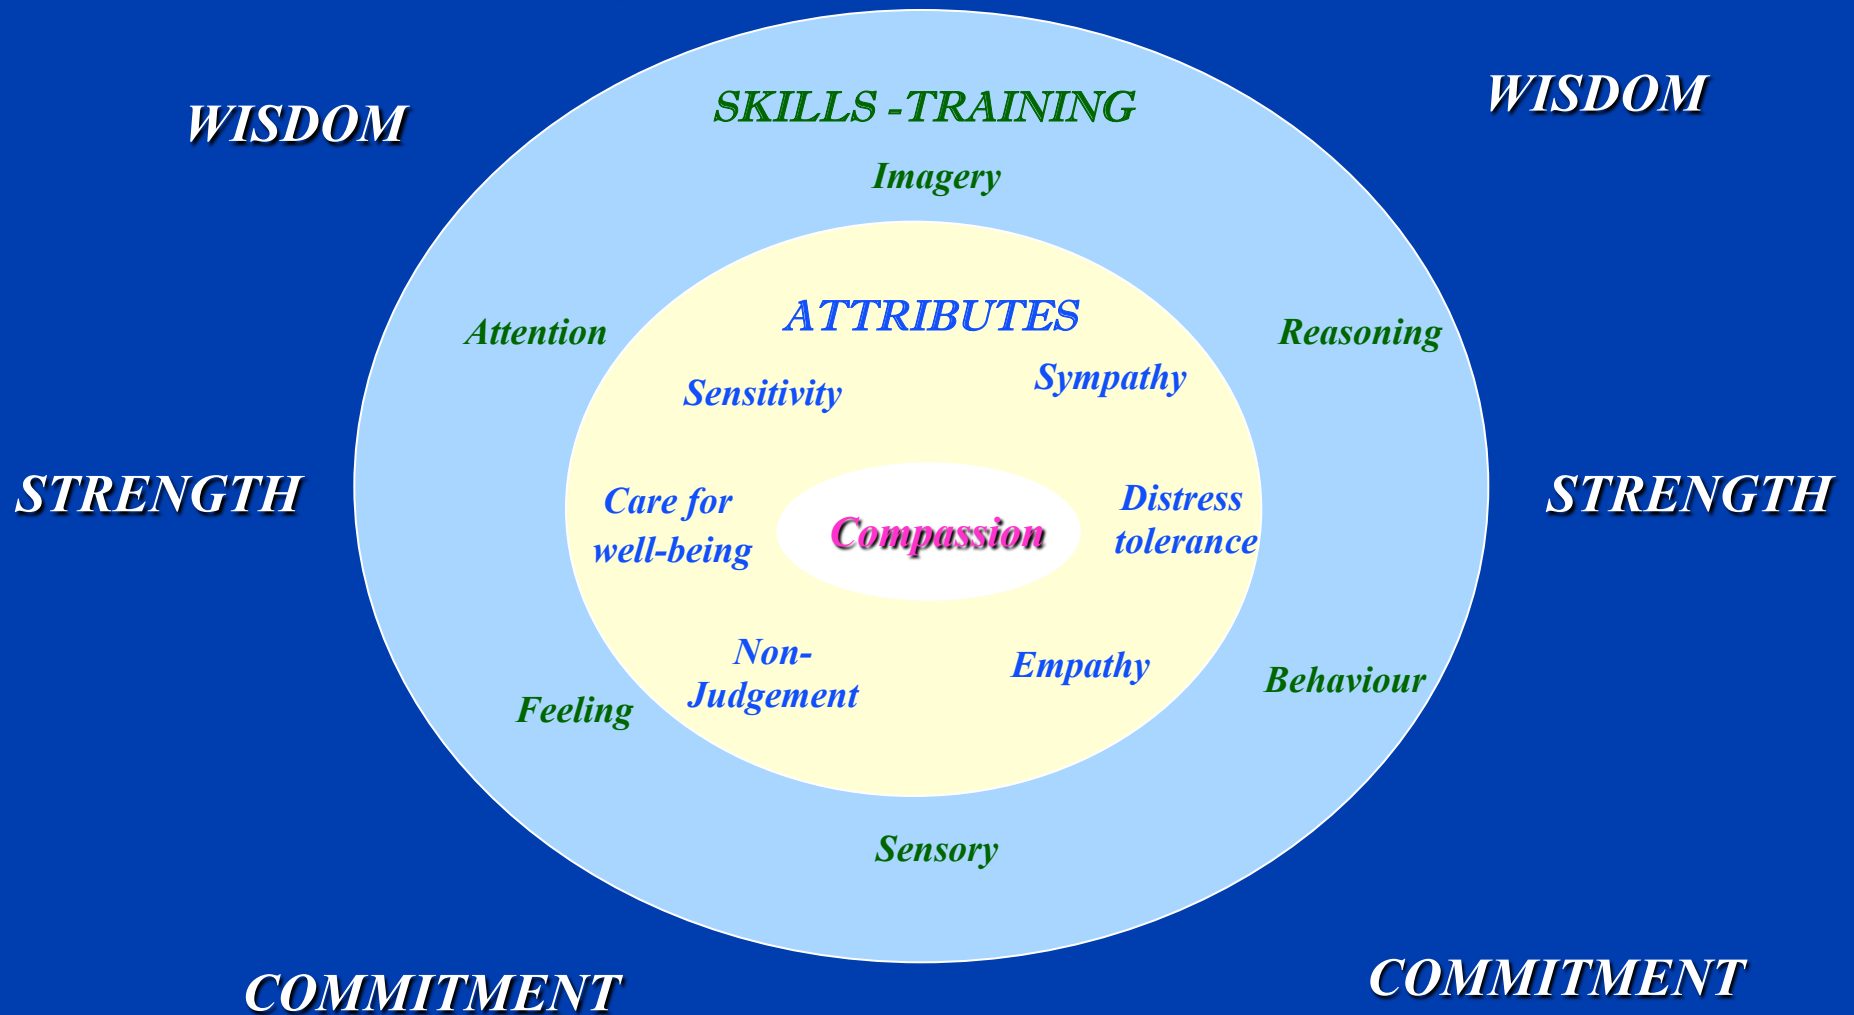 WISDOM
WISDOM
SKILLS -TRAINING
Imagery
Attention
Reasoning
ATTRIBUTES
Sensitivity
Sympathy
STRENGTH
STRENGTH
Care for
well-being
Compassion
Distress
tolerance
Non-
Judgement
Empathy
Feeling
Behaviour
Sensory
COMMITMENT
COMMITMENT